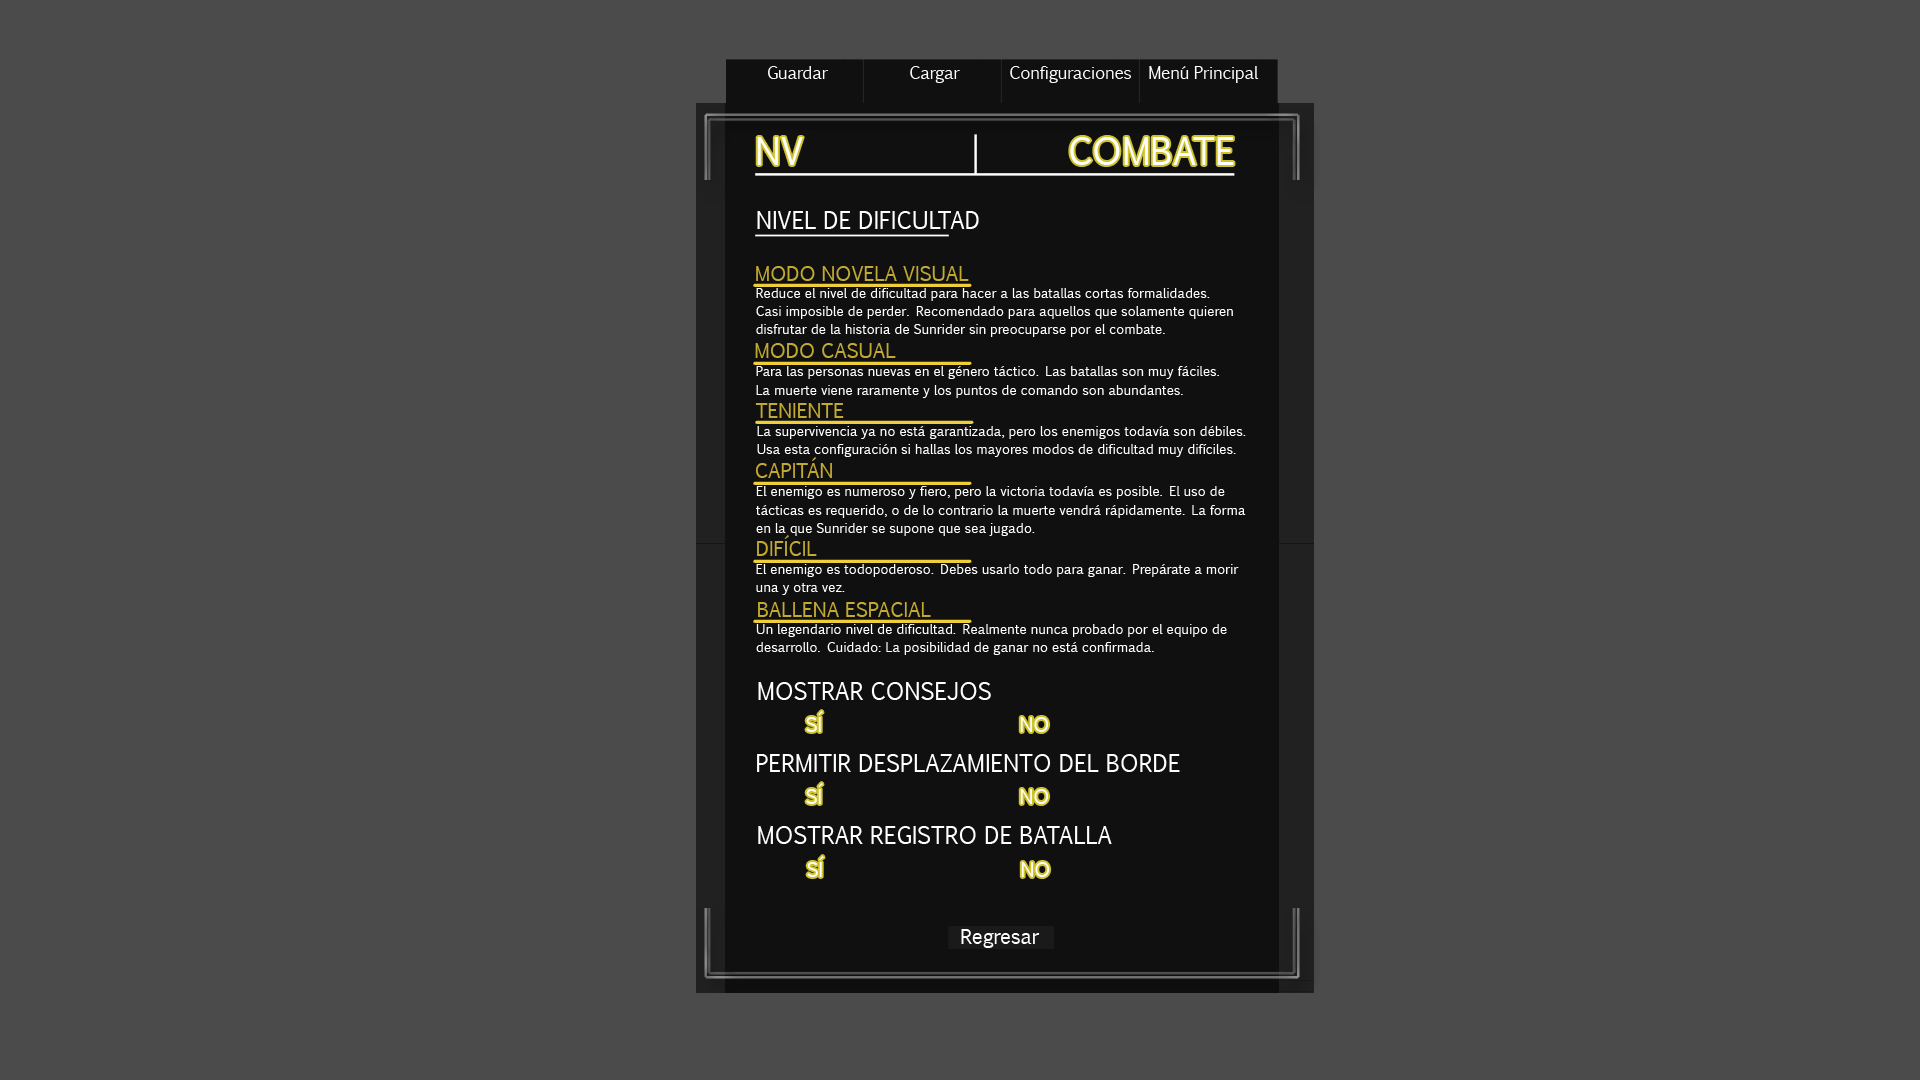 Guardar Cargar Configuraciones Menú Principal
NV COMBATE
NIVEL DE DIFICULTAD
MODO NOVELA VISUAL
Reduce el nivel de dificultad para hacer a las batallas cortas formalidades.
Casi imposible de perder. Recomendado para aquellos que solamente quieren
disfrutar de la historia de Sunrider sin preocuparse por el combate.
MODO CASUAL
Para las personas nuevas en el género táctico. Las batallas son muy fáciles.
La muerte viene raramente y los puntos de comando son abundantes.
TENIENTE
La supervivencia ya no está garantizada, pero los enemigos todavía son débiles.
Usa esta configuración si hallas los mayores modos de dificultad muy difíciles.
CAPITÁN
El enemigo es numeroso y fiero, pero la victoria todavía es posible. El uso de
tácticas es requerido, o de lo contrario la muerte vendrá rápidamente. La forma
en la que Sunrider se supone que sea jugado.
DIFÍCIL
El enemigo es todopoderoso. Debes usarlo todo para ganar. Prepárate a morir
una y otra vez.
BALLENA ESPACIAL
Un legendario nivel de dificultad. Realmente nunca probado por el equipo de
desarrollo. Cuidado: La posibilidad de ganar no está confirmada.
MOSTRAR CONSEJOS
SÍ NO
PERMITIR DESPLAZAMIENTO DEL BORDE
SÍ NO
MOSTRAR REGISTRO DE BATALLA
SÍ NO
Regresar